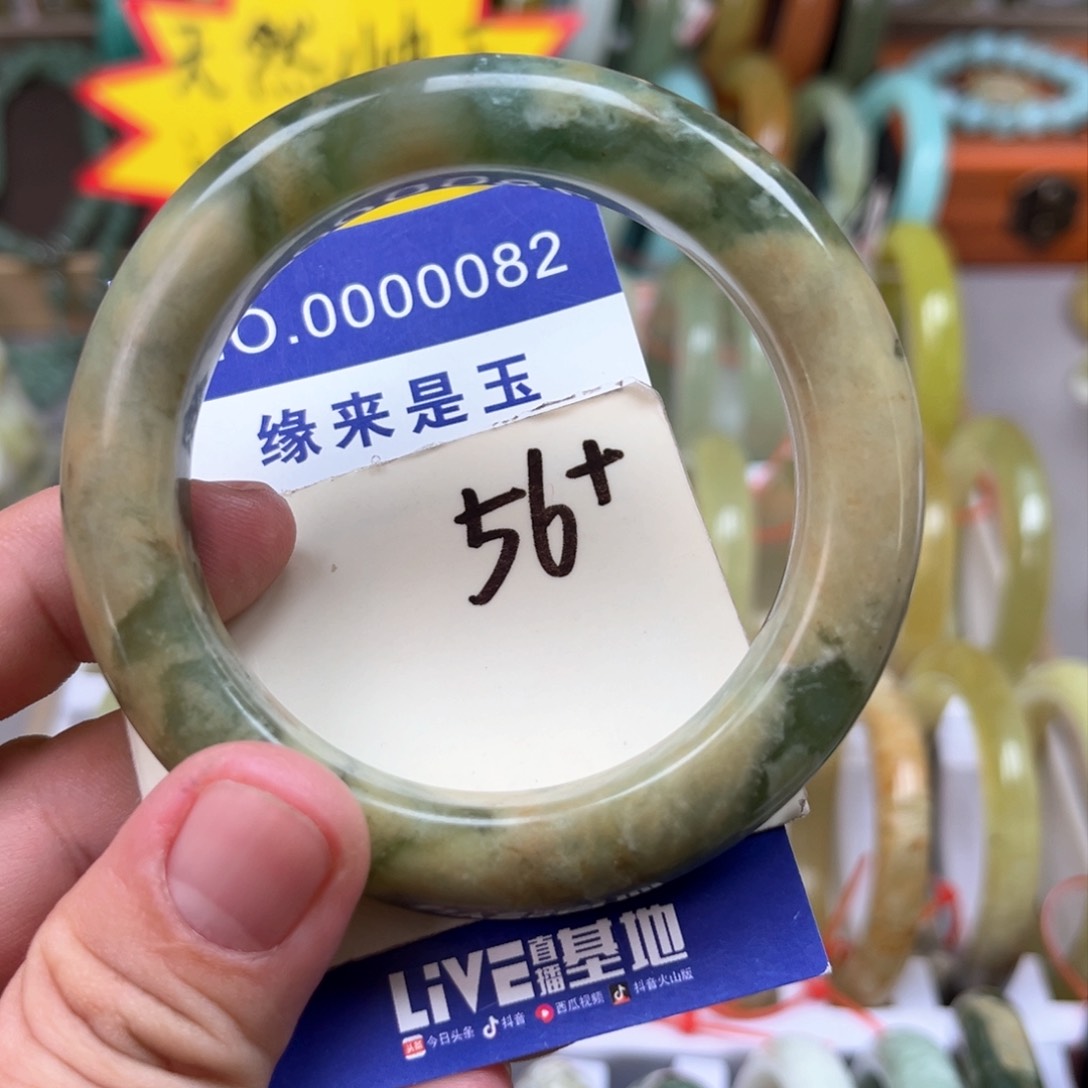 天然
O.0000082
缘来是玉
56+
LIVE直播基地
今日头条 抖音 西瓜视频 抖音火山版